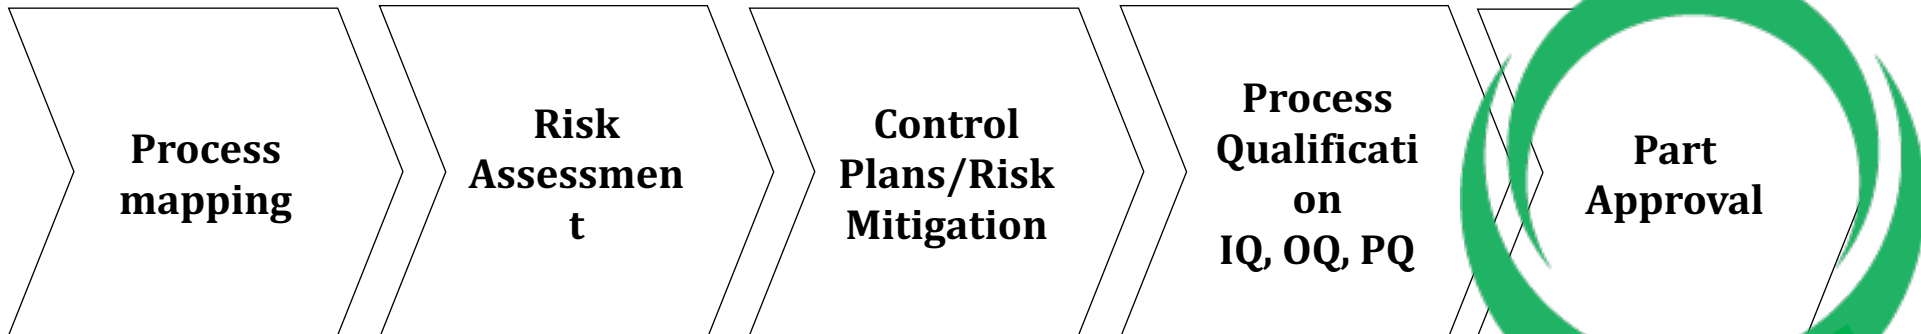 Process
mapping
Risk
Assessmen
t
Control
Plans/Risk
Mitigation
Process
Qualificati
on
IQ, OQ, PQ
Part
Approval